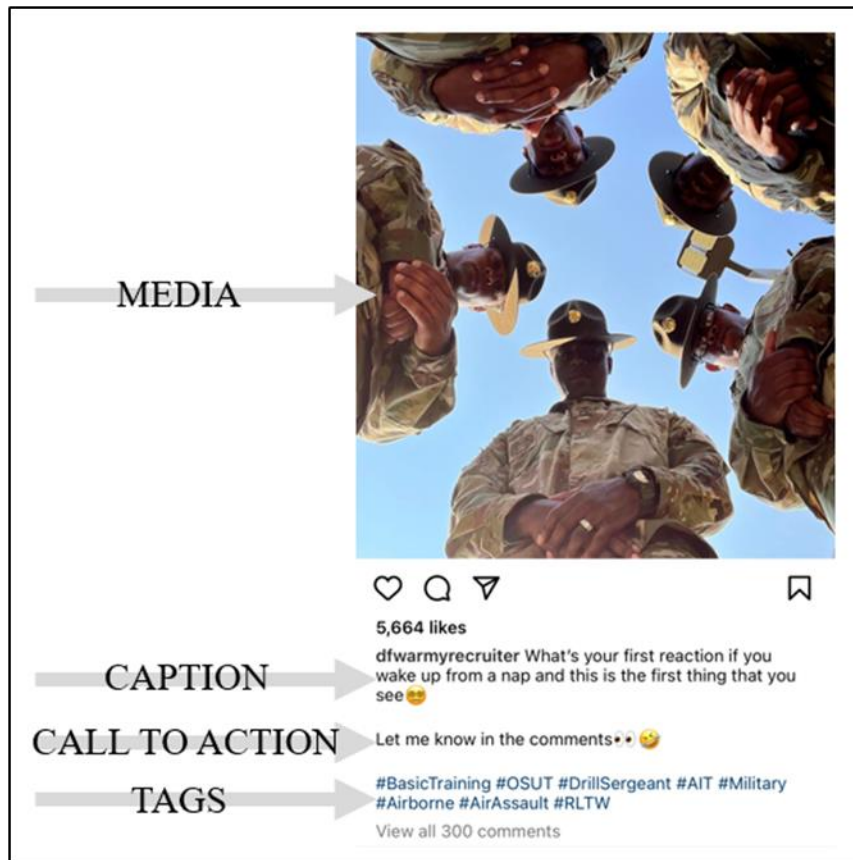 MEDIA
5,664 likes
dfwarmyrecruiter What's your first reaction if you
CAPTION
wake up from a nap and this is the first thing that you
see😵‍💫
CALL TO ACTION
Let me know in the comments👀 🤣
TAGS
#BasicTraining #OSUT #DrillSergeant #AIT #Military
#Airborne #AirAssault #RLTW
View all 300 comments